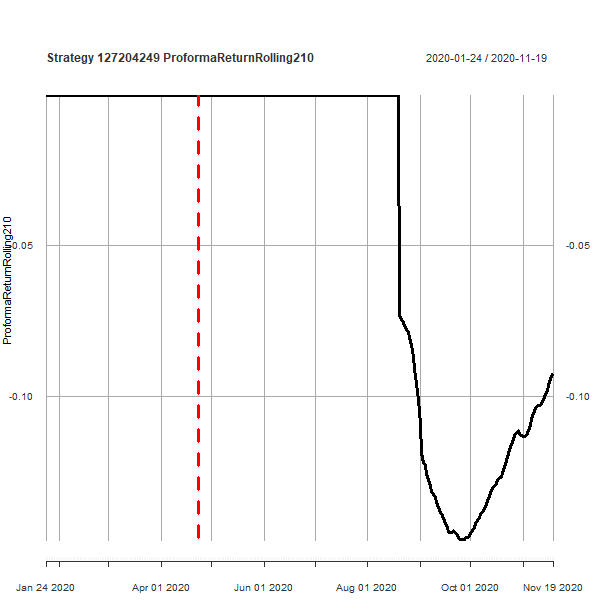 Strategy 127204249 ProformaReturnRolling210
2020-01-24 / 2020-11-19
ProformaReturnRolling210
-0.05
-0.05
-0.10
-0.10
Jan 24 2020
Apr 01 2020
Jun 01 2020
Aug 01 2020
Oct 01 2020
Nov 19 2020